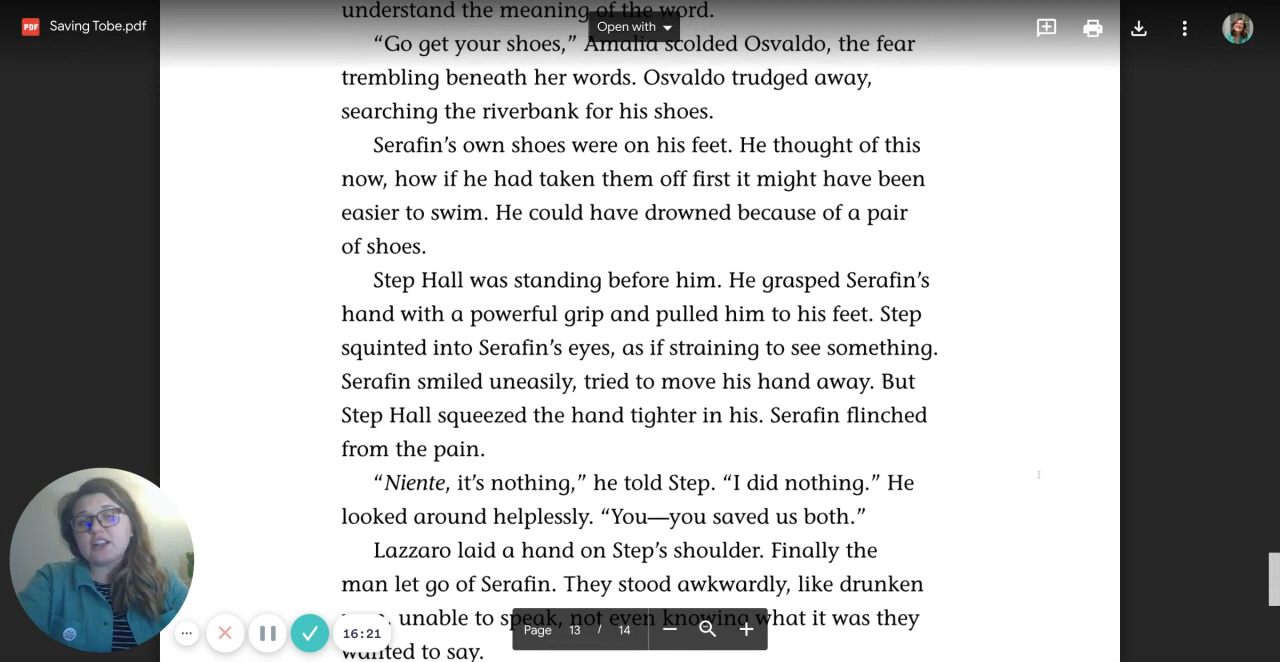 understand the meaning of the word.
PDF Saving Tobe.pdf
Open with
“Go get your shoes,” Amalia scolded Osvaldo, the fear
trembling beneath her words. Osvaldo trudged away,
searching the riverbank for his shoes.
Serafin’s own shoes were on his feet. He thought of this
now, how if he had taken them off first it might have been
easier to swim. He could have drowned because of a pair
of shoes.
Step Hall was standing before him. He grasped Serafin’s
hand with a powerful grip and pulled him to his feet. Step
squinted into Serafin’s eyes, as if straining to see something.
Serafin smiled uneasily, tried to move his hand away. But
Step Hall squeezed the hand tighter in his. Serafin flinched
from the pain.
“Niente, it’s nothing,” he told Step. “I did nothing.” He
looked around helplessly. “You—you saved us both.”
Lazzaro laid a hand on Step’s shoulder. Finally the
man let go of Serafin. They stood awkwardly, like drunken
unable to speak, not even knowing what it was they
wanted to say.
16:21
Page 13 / 14